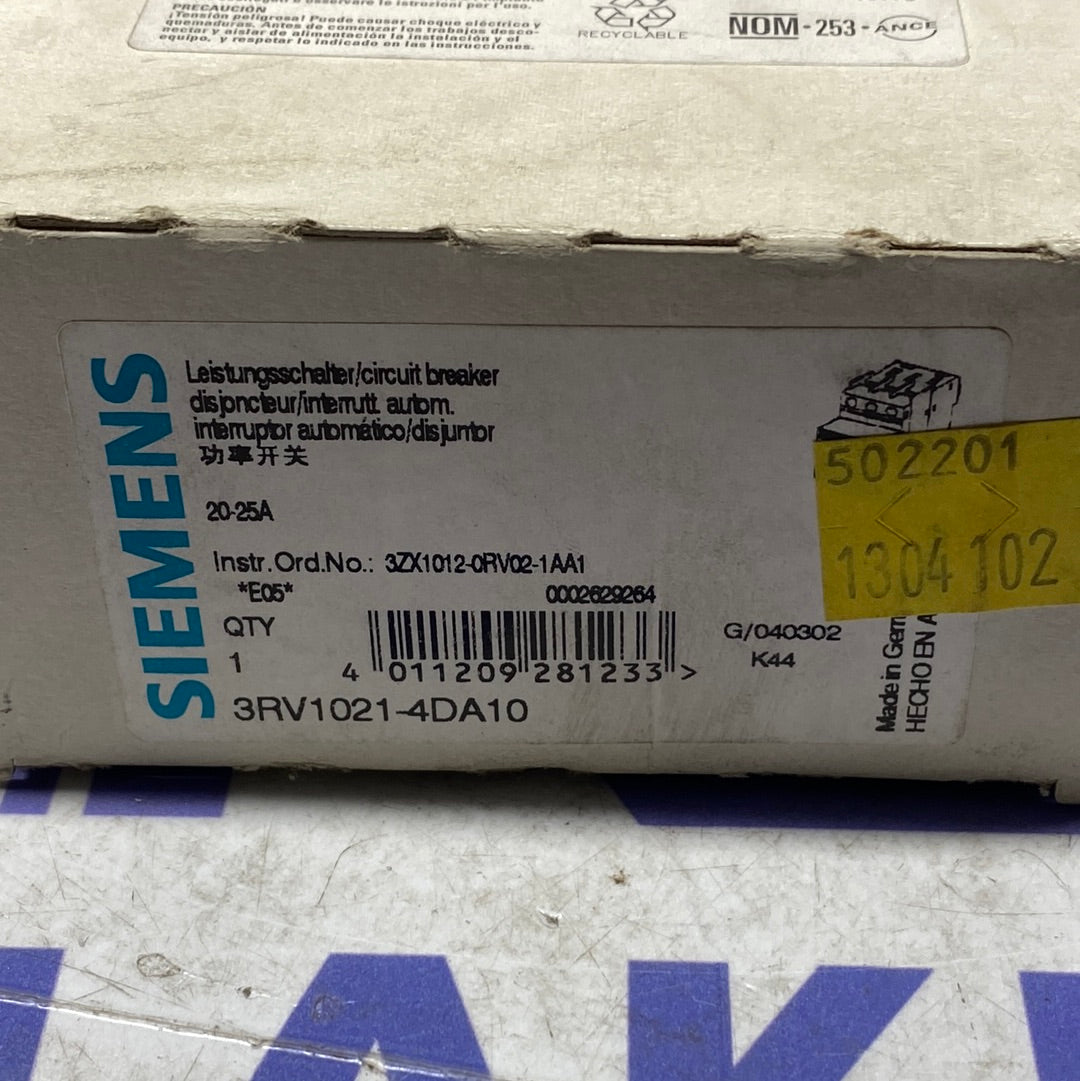 PRECAUCIÓN
¡Tensión peligrosa! Puede causar choque eléctrico y
quemaduras. Antes de comenzar los trabajos desco-
nectar y aislar de alimentación la instalación y el
equipo, y respetar lo indicado en las instrucciones.
RECYCLABLE
NOM-253-ANCE
SIEMENS
Leistungsschalter/circuit breaker
disjoncteur/interrutt. autom.
interruptor automático/disjuntor
功率开关
20-25A
Instr.Ord.No.: 3ZX1012-0RV02-1AA1
*E05* 0002629264
QTY
1
4 011209 281233 >
3RV1021-4DA10
G/040302
K44
Made in Germ
HECHO EN A
502201
1304102